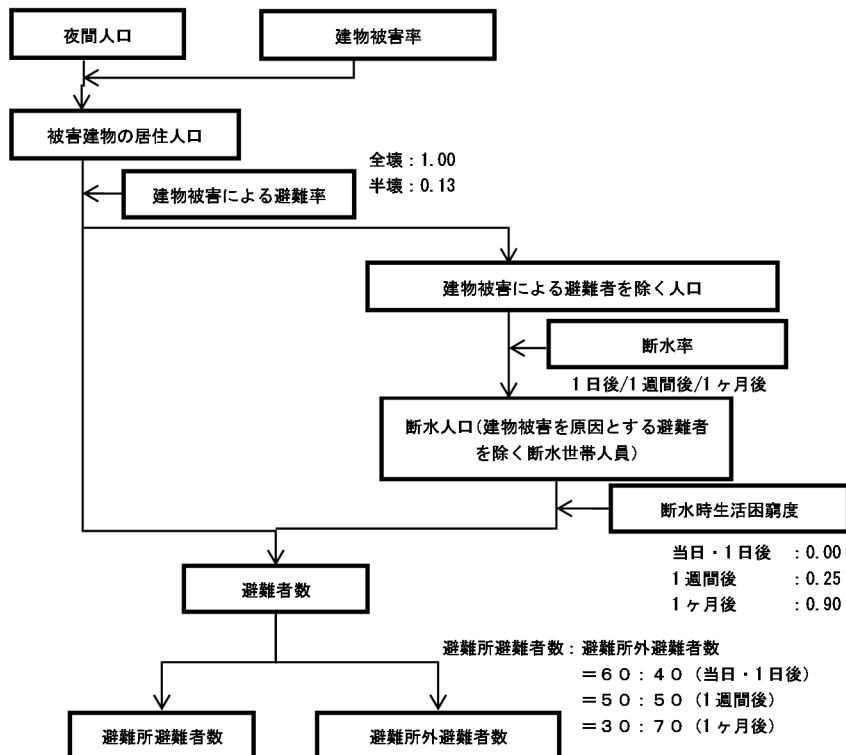 夜間人口
建物被害率
被害建物の居住人口
全壊：1.00
半壊：0.13
建物被害による避難率
建物被害による避難者を除く人口
断水率
1日後/1週間後/1ヶ月後
断水人口(建物被害を原因とする避難者
を除く断水世帯人員)
断水時生活困窮度
当日・1日後　：0.00
1週間後　：0.25
1ヶ月後　：0.90
避難者数
避難所避難者数：避難所外避難者数
＝６０：４０（当日・1日後）
＝５０：５０（1週間後）
＝３０：７０（1ヶ月後）
避難所避難者数
避難所外避難者数